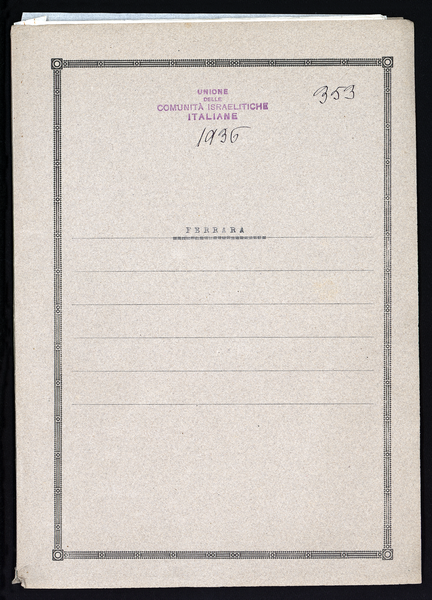 UNIONE
DELLE
COMUNITÀ ISRAELITICHE
ITALIANE
1936
353
FERRARA